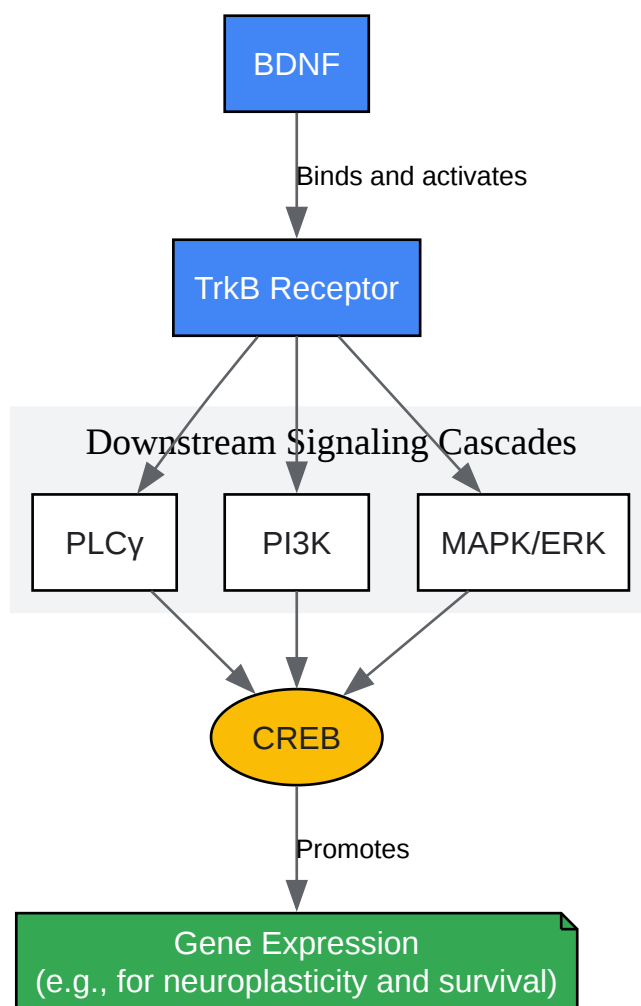 BDNF
Binds and activates
TrkB Receptor
Downstream Signaling Cascades
PLCγ
PI3K
MAPK/ERK
CREB
Promotes
Gene Expression
(e.g., for neuroplasticity and survival)